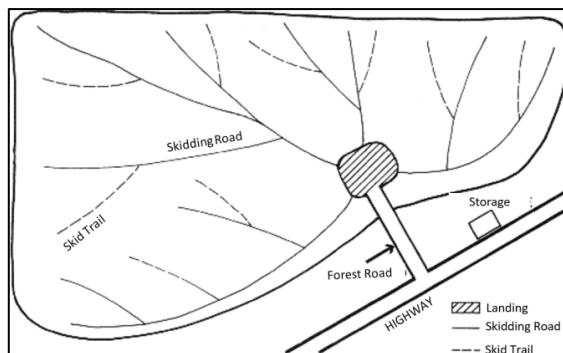 Skidding Road
Skid Trail
Storage
Forest Road
HIGHWAY
Landing
Skidding Road
Skid Trail